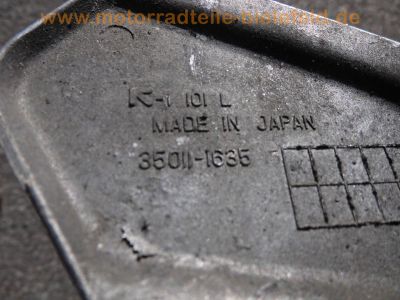 www.motorradteile-bielefeld.de
K-T 101 L
MADE IN JAPAN
35011-1635